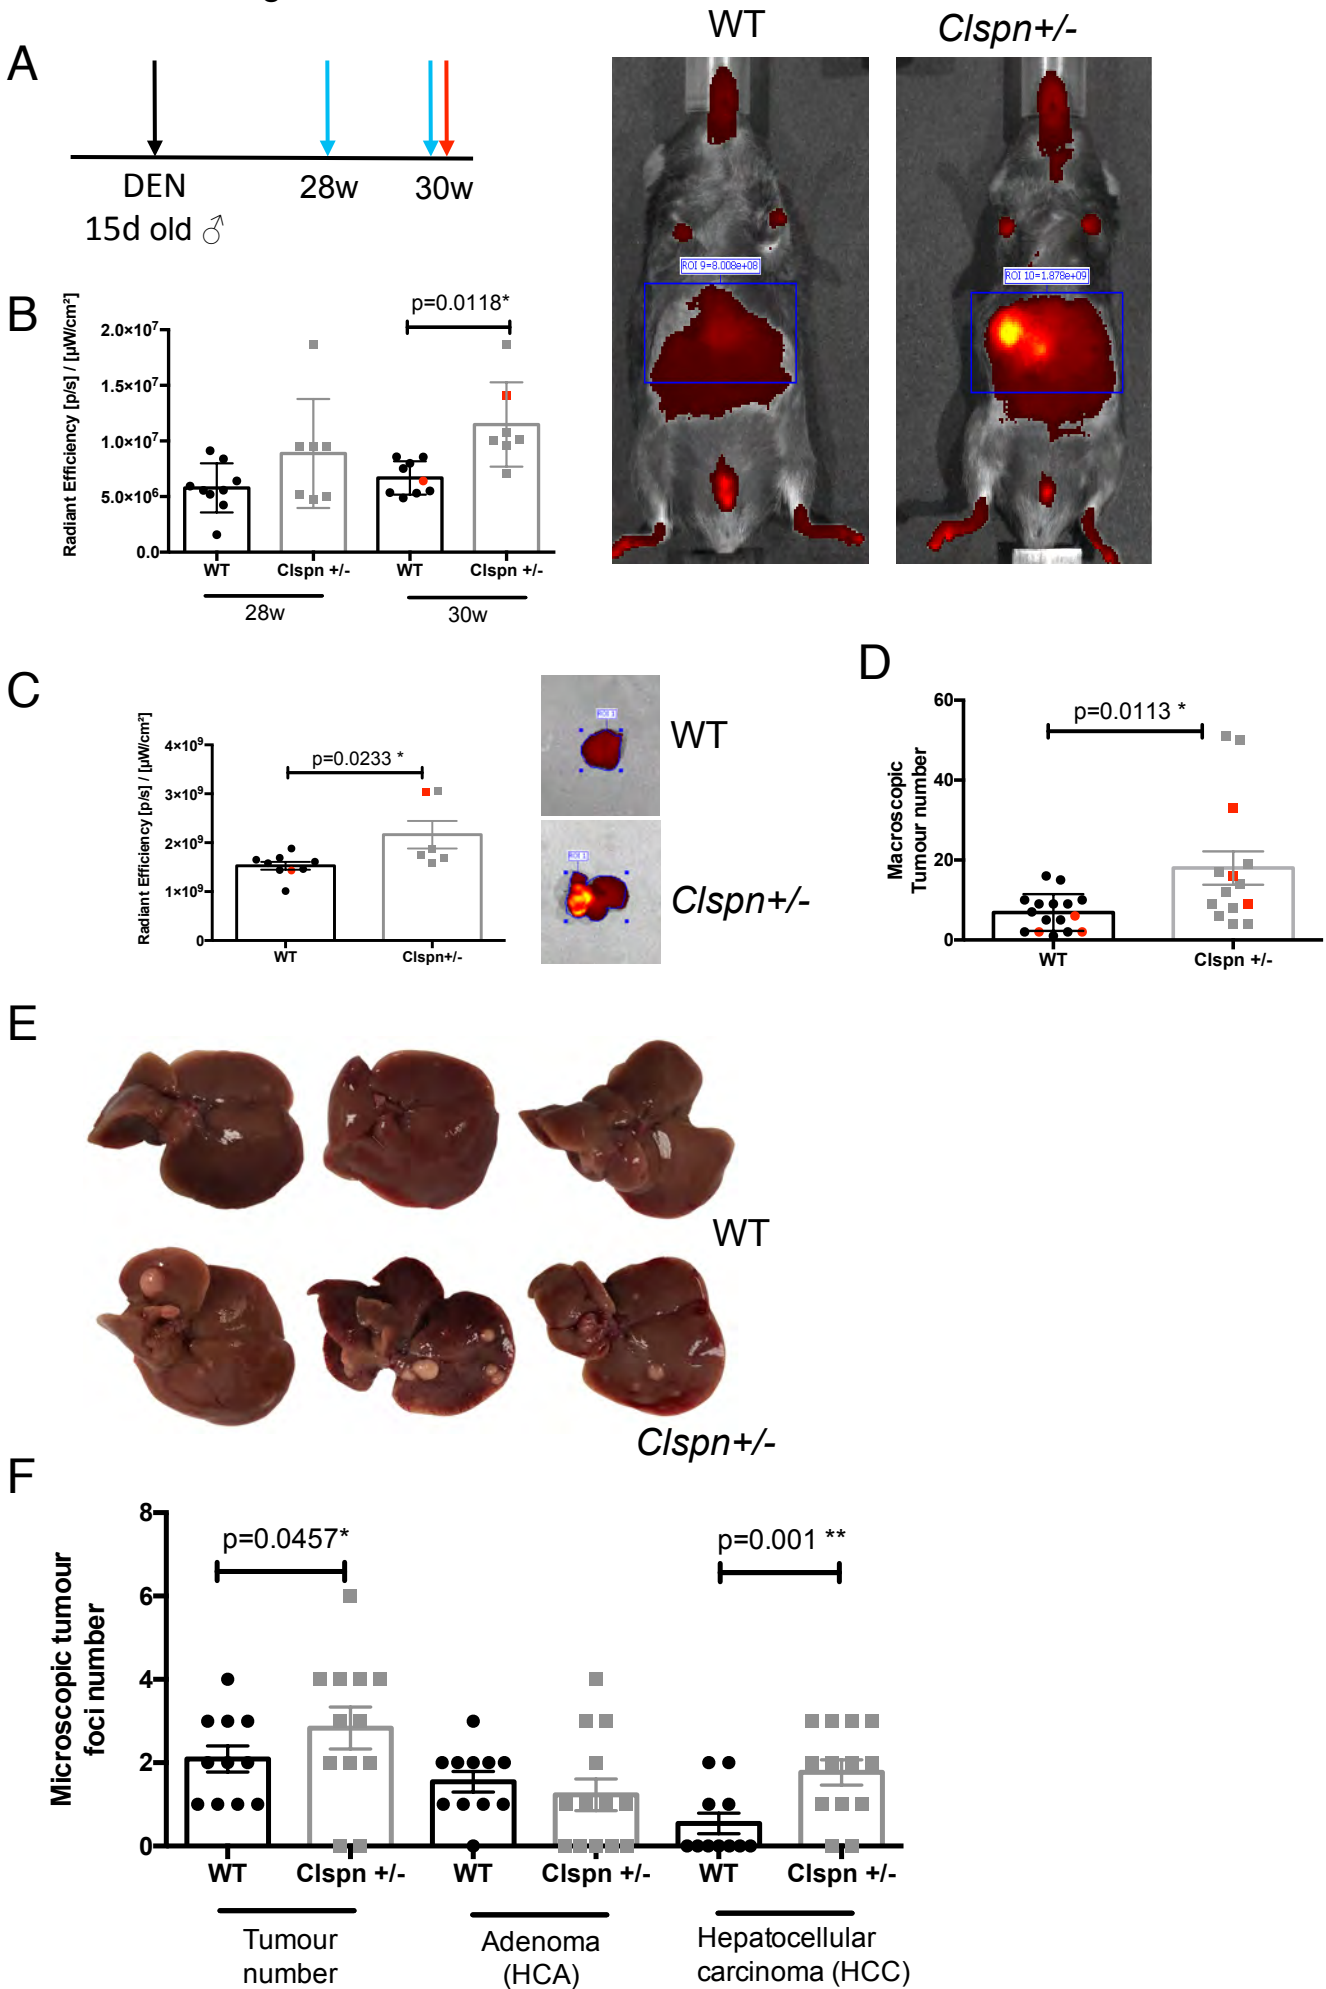 WT
Clspn+/-
A
DEN
28w
30w
15d old ♂
ROI 9=8.008e+08
ROI 10=1.878e+09
B
p=0.0118*
Radiant Efficiency [p/s] / [µW/cm²]
2.0×10⁷
1.5×10⁷
1.0×10⁷
5.0×10⁶
0.0
WT
Clspn +/-
WT
Clspn +/-
28w
30w
C
Radiant Efficiency [p/s] / [µW/cm²]
4×10⁹
3×10⁹
2×10⁹
1×10⁹
0
p=0.0233 *
WT
Clspn+/-
ROI 1
WT
ROI 1
Clspn+/-
D
Macroscopic
Tumour number
60
40
20
0
p=0.0113 *
WT
Clspn +/-
E
WT
Clspn+/-
F
Microscopic tumour
foci number
8
6
4
2
0
p=0.0457*
p=0.001 **
WT
Clspn +/-
WT
Clspn +/-
WT
Clspn +/-
Tumour
number
Adenoma
(HCA)
Hepatocellular
carcinoma (HCC)